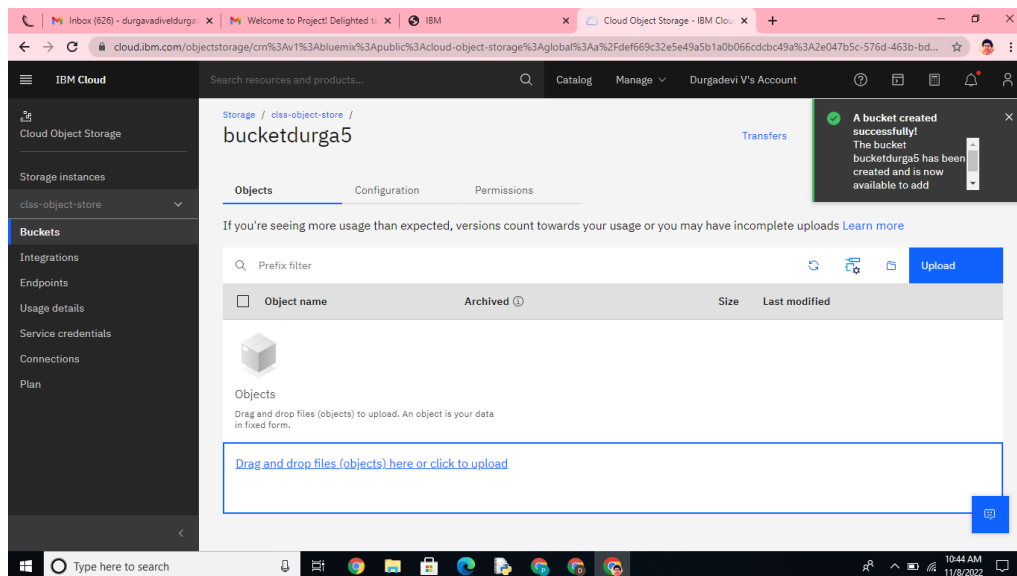 Inbox (626) - durgavadiveldurga
Welcome to Project! Delighted to
IBM
Cloud Object Storage - IBM Clou
cloud.ibm.com/objectstorage/crn%3Av1%3Abluemix%3Apublic%3Acloud-object-storage%3Aglobal%3Aa%2Fdef669c32e5e49a5b1a0b066cdcbc49a%3A2e047b5c-576d-463b-bd...
IBM Cloud
Search resources and products...
Catalog
Manage
Durgadevi V's Account
Cloud Object Storage
Storage instances
clss-object-store
Buckets
Integrations
Endpoints
Usage details
Service credentials
Connections
Plan
Storage / clss-object-store /
bucketdurga5
Transfers
A bucket created
successfully!
The bucket
bucketdurga5 has been
created and is now
available to add
Objects
Configuration
Permissions
If you're seeing more usage than expected, versions count towards your usage or you may have incomplete uploads Learn more
Prefix filter
Upload
Object name
Archived
Size
Last modified
Objects
Drag and drop files (objects) to upload. An object is your data
in fixed form.
Drag and drop files (objects) here or click to upload
Type here to search
10:44 AM
11/8/2022